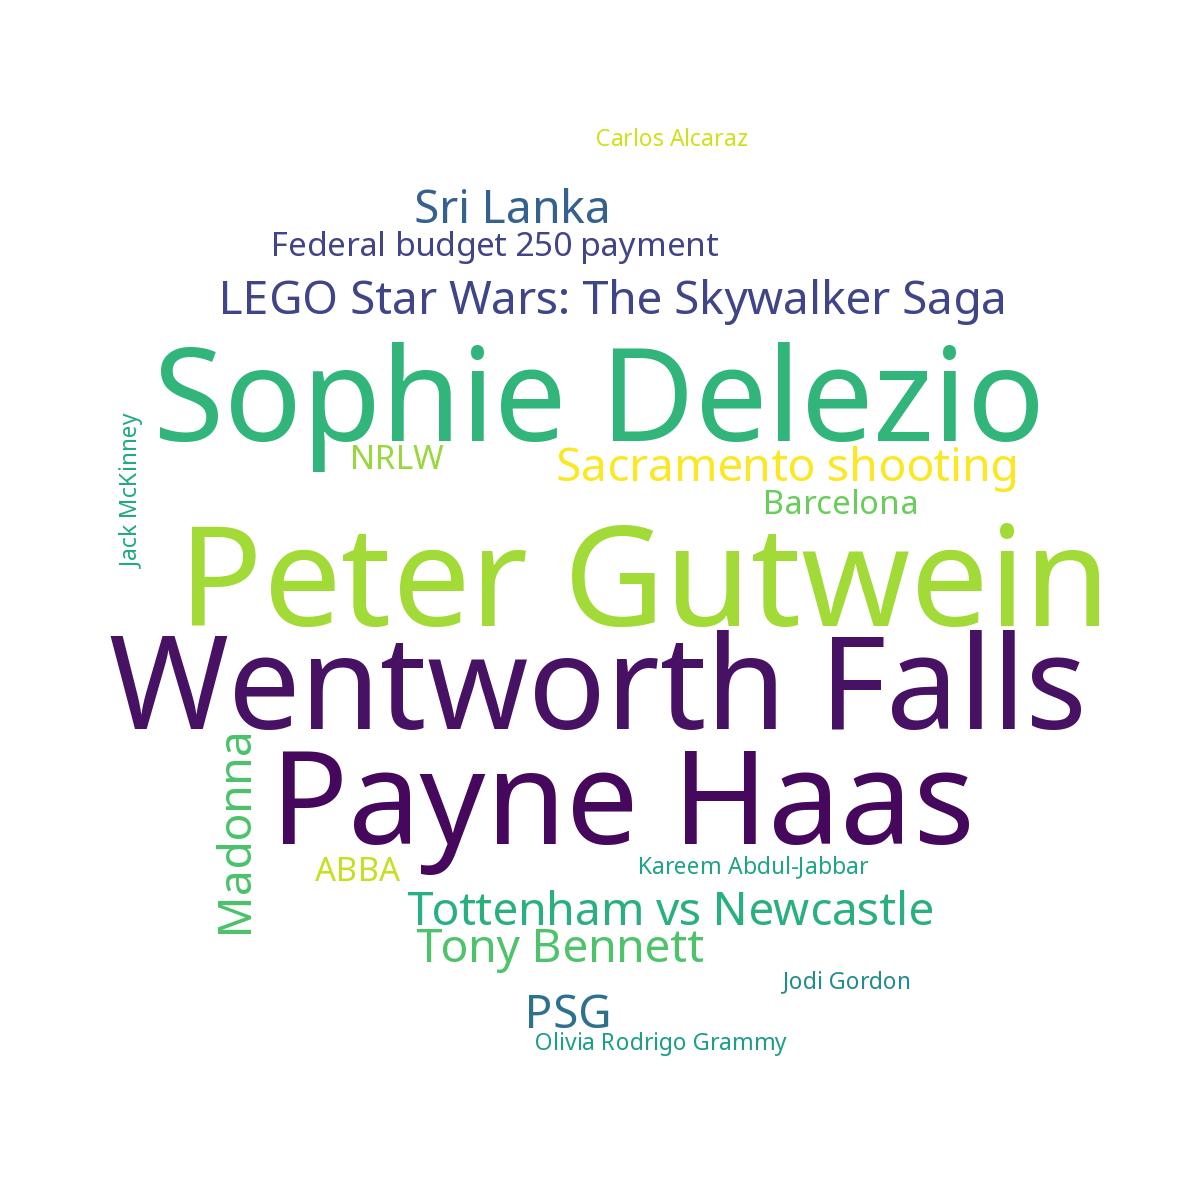 Carlos Alcaraz
Sri Lanka
Federal budget 250 payment
LEGO Star Wars: The Skywalker Saga
Sophie Delezio
Jack McKinney
NRLW
Sacramento shooting
Barcelona
Peter Gutwein
Wentworth Falls
Madonna
Payne Haas
ABBA
Kareem Abdul-Jabbar
Tottenham vs Newcastle
Tony Bennett
Jodi Gordon
PSG
Olivia Rodrigo Grammy